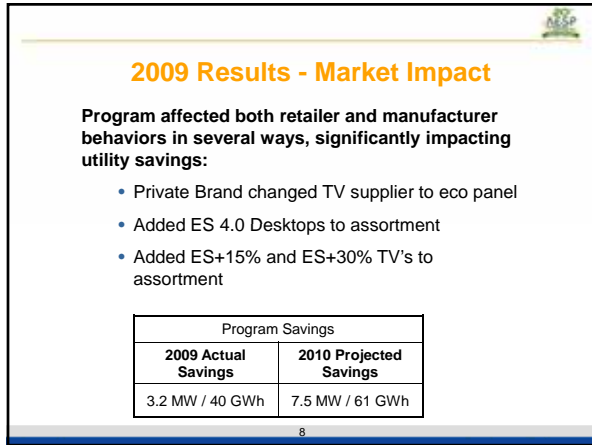 AESP
2009 Results - Market Impact
Program affected both retailer and manufacturer
behaviors in several ways, significantly impacting
utility savings:
• Private Brand changed TV supplier to eco panel
• Added ES 4.0 Desktops to assortment
• Added ES+15% and ES+30% TV's to
assortment
Program Savings
2009 Actual 2010 Projected
Savings Savings
3.2 MW / 40 GWh 7.5 MW / 61 GWh
8